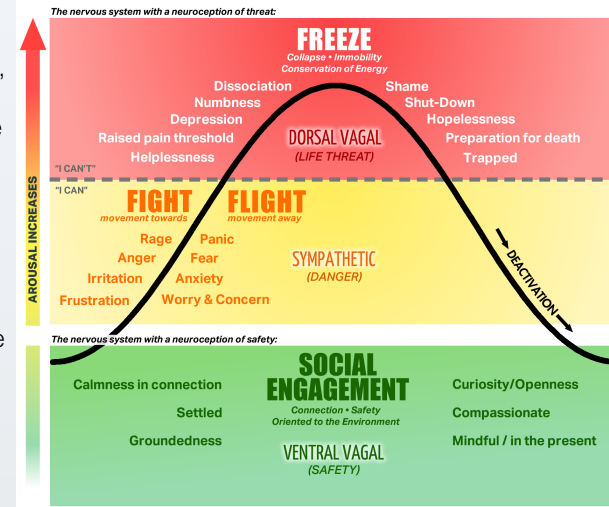 The nervous system with a neuroception of threat:
FREEZE
Collapse • Immobility
Conservation of Energy
Dissociation
Numbness
Depression
Raised pain threshold
Helplessness
Shame
Shut-Down
Hopelessness
Preparation for death
Trapped
DORSAL VAGAL
(LIFE THREAT)
"I CAN'T"
"I CAN"
AROUSAL INCREASES
FIGHT
movement towards
FLIGHT
movement away
Rage
Anger
Irritation
Frustration
Panic
Fear
Anxiety
Worry & Concern
SYMPATHETIC
(DANGER)
DEACTIVATION
The nervous system with a neuroception of safety:
SOCIAL
ENGAGEMENT
Connection • Safety
Oriented to the Environment
Calmness in connection
Settled
Groundedness
Curiosity/Openness
Compassionate
Mindful / in the present
VENTRAL VAGAL
(SAFETY)